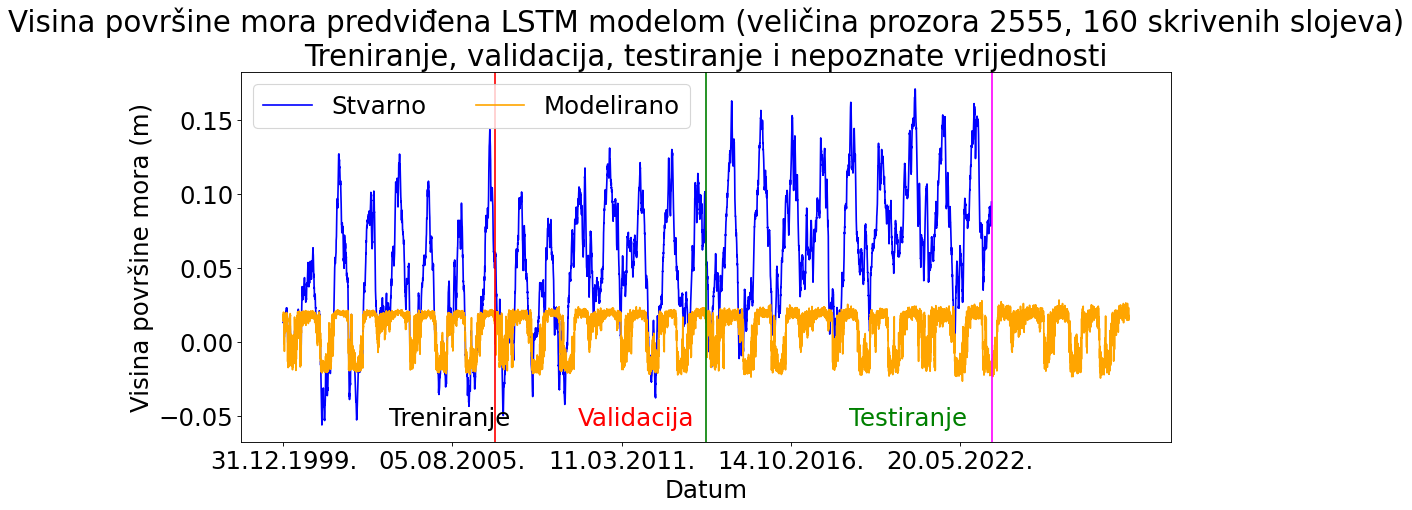 Visina površine mora predviđena LSTM modelom (veličina prozora 2555, 160 skrivenih slojeva)
Treniranje, validacija, testiranje i nepoznate vrijednosti
Stvarno
Modelirano
Visina površine mora (m)
0.15
0.10
0.05
0.00
−0.05
Treniranje
Validacija
Testiranje
31.12.1999.
05.08.2005.
11.03.2011.
14.10.2016.
20.05.2022.
Datum